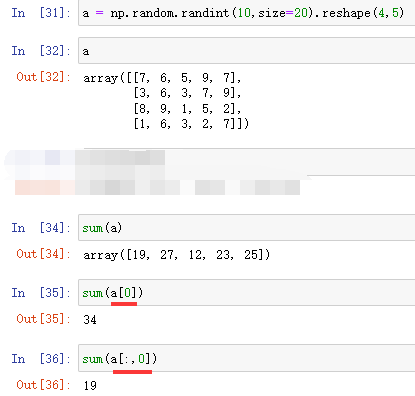 In [31]: a = np.random.randint(10,size=20).reshape(4,5)
In [32]: a
Out[32]: array([[7, 6, 5, 9, 7],
[3, 6, 3, 7, 9],
[8, 9, 1, 5, 2],
[1, 6, 3, 2, 7]])
In [34]: sum(a)
Out[34]: array([19, 27, 12, 23, 25])
In [35]: sum(a[0])
Out[35]: 34
In [36]: sum(a[:,0])
Out[36]: 19